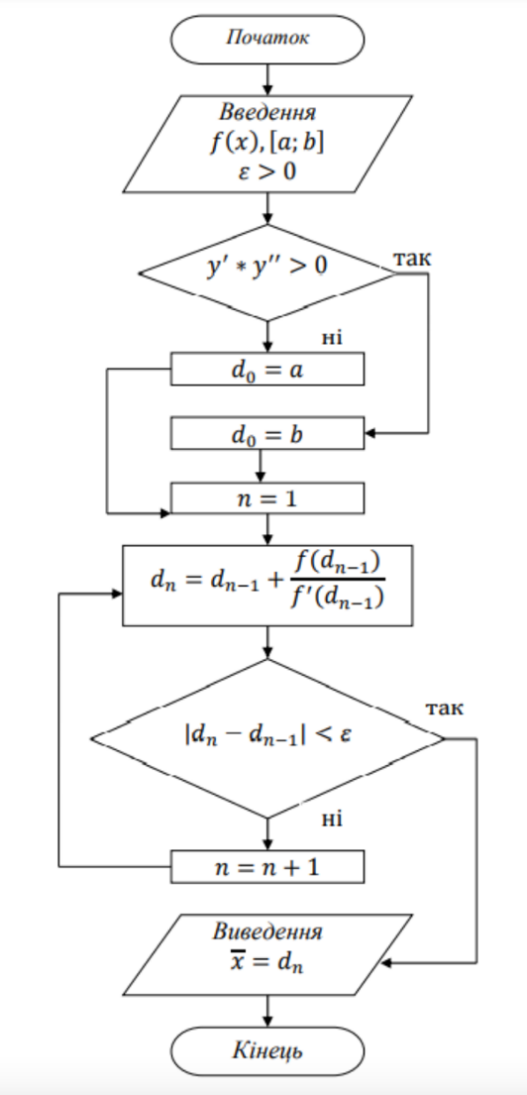 Початок
Введення
f(x), [a; b]
ε > 0
y′ * y″ > 0
так
ні
d₀ = a
d₀ = b
n = 1
dₙ = dₙ₋₁ + f(dₙ₋₁) / f′(dₙ₋₁)
так
|dₙ − dₙ₋₁| < ε
ні
n = n + 1
Виведення
x̅ = dₙ
Кінець